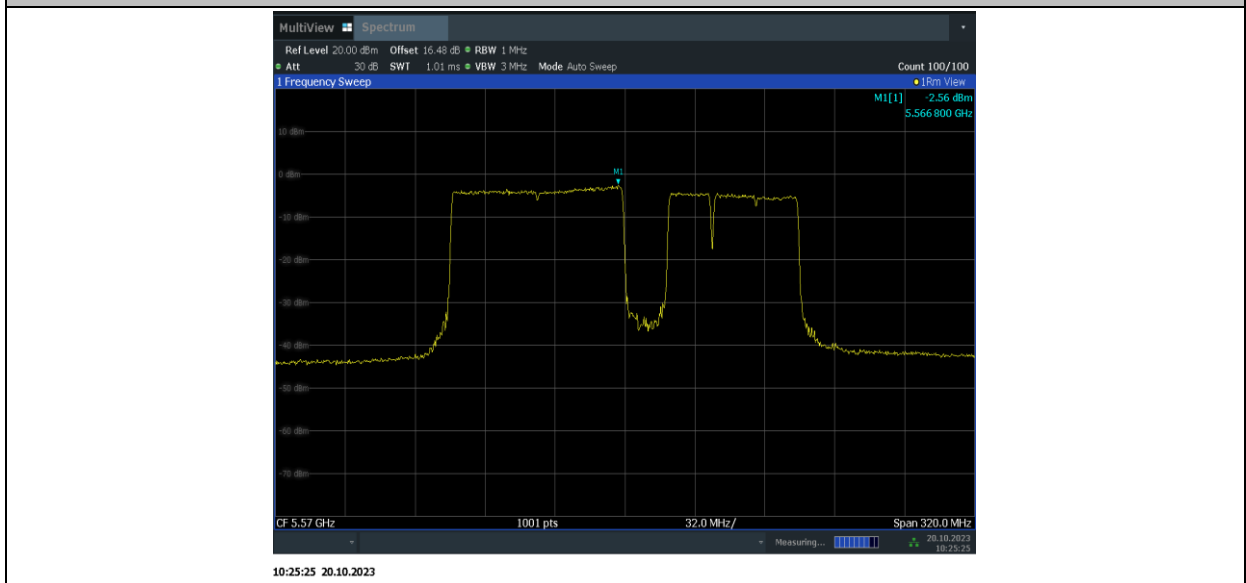 MultiView Spectrum
Ref Level 20.00 dBm Offset 16.48 dB RBW 1 MHz
Att 30 dB SWT 1.01 ms VBW 3 MHz Mode Auto Sweep Count 100/100
1 Frequency Sweep 1Rm View
M1[1] -2.56 dBm
5.566 800 GHz
10 dBm
M1
0 dBm
-10 dBm
-20 dBm
-30 dBm
-40 dBm
-50 dBm
-60 dBm
-70 dBm
CF 5.57 GHz 1001 pts 32.0 MHz/ Span 320.0 MHz
Measuring... 20.10.2023
10:25:25
10:25:25 20.10.2023